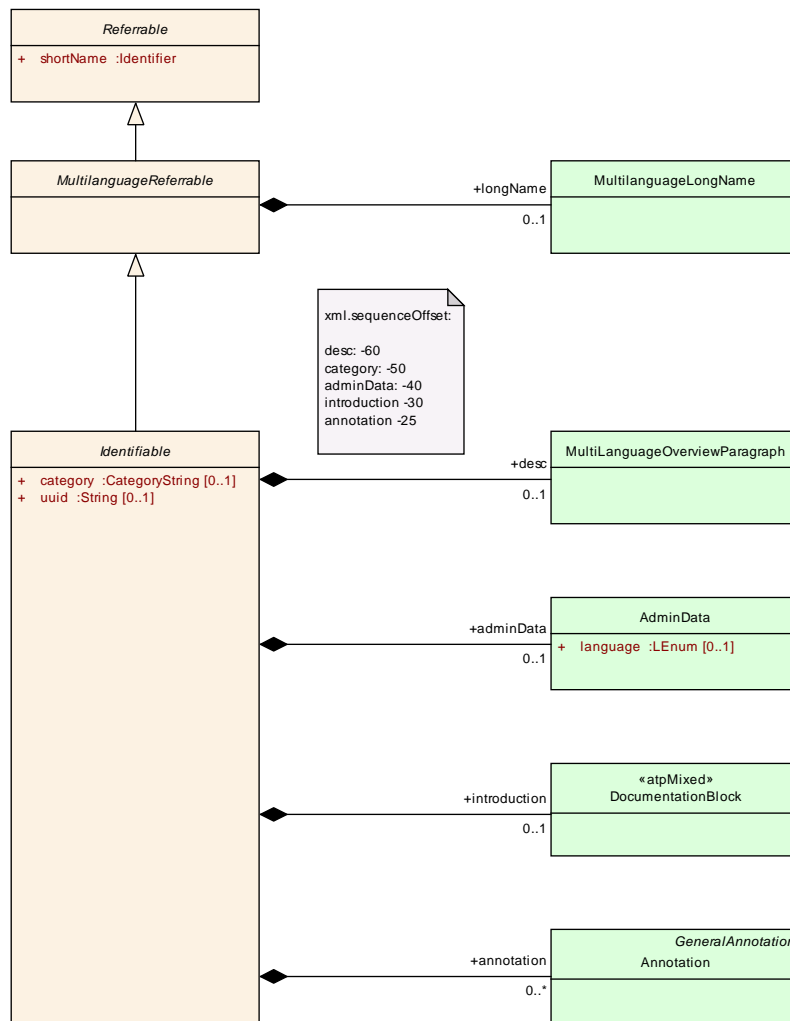 Referrable
+ shortName :Identifier
MultilanguageReferrable
+longName
0..1
MultilanguageLongName
xml.sequenceOffset:
desc: -60
category: -50
adminData: -40
introduction -30
annotation -25
Identifiable
+ category :CategoryString [0..1]
+ uuid :String [0..1]
+desc
0..1
MultiLanguageOverviewParagraph
+adminData
0..1
AdminData
+ language :LEnum [0..1]
+introduction
0..1
«atpMixed»
DocumentationBlock
+annotation
0..*
GeneralAnnotation
Annotation